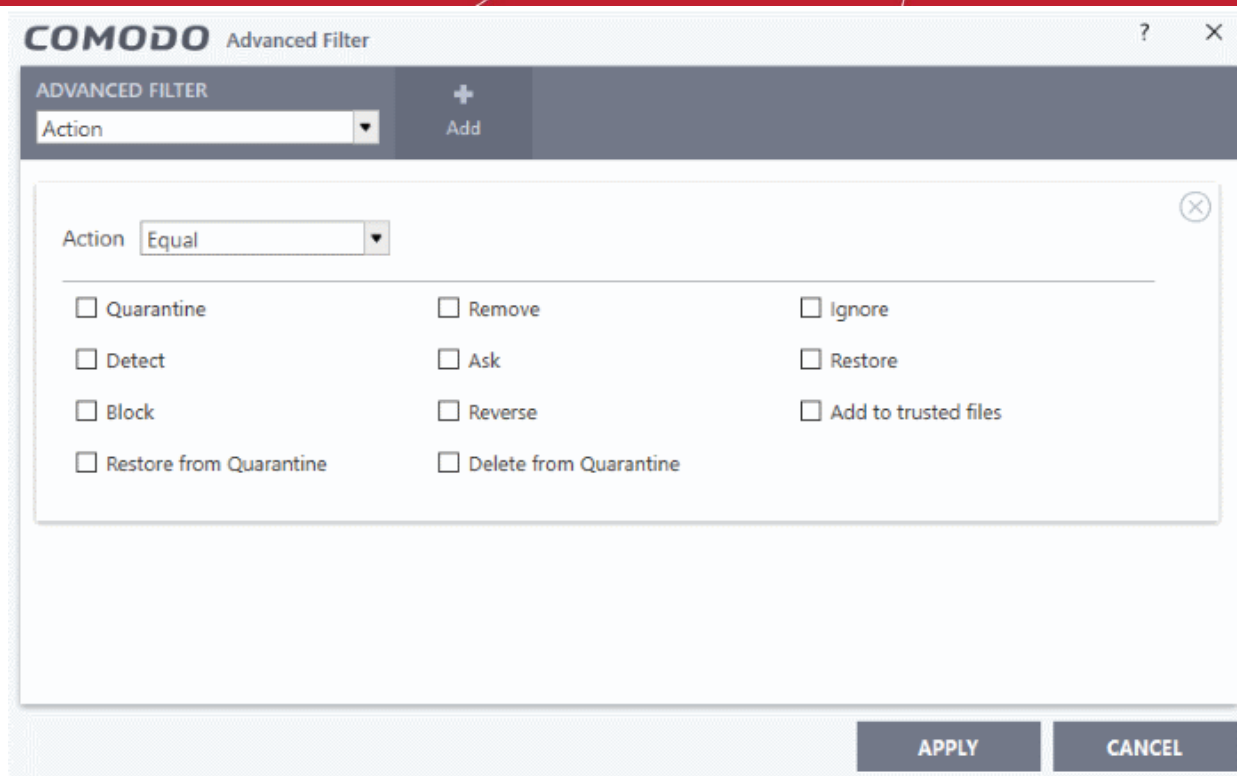 COMODO Advanced Filter ?
ADVANCED FILTER
Action
Add
Action Equal
Quarantine Remove Ignore
Detect Ask Restore
Block Reverse Add to trusted files
Restore from Quarantine Delete from Quarantine
APPLY CANCEL